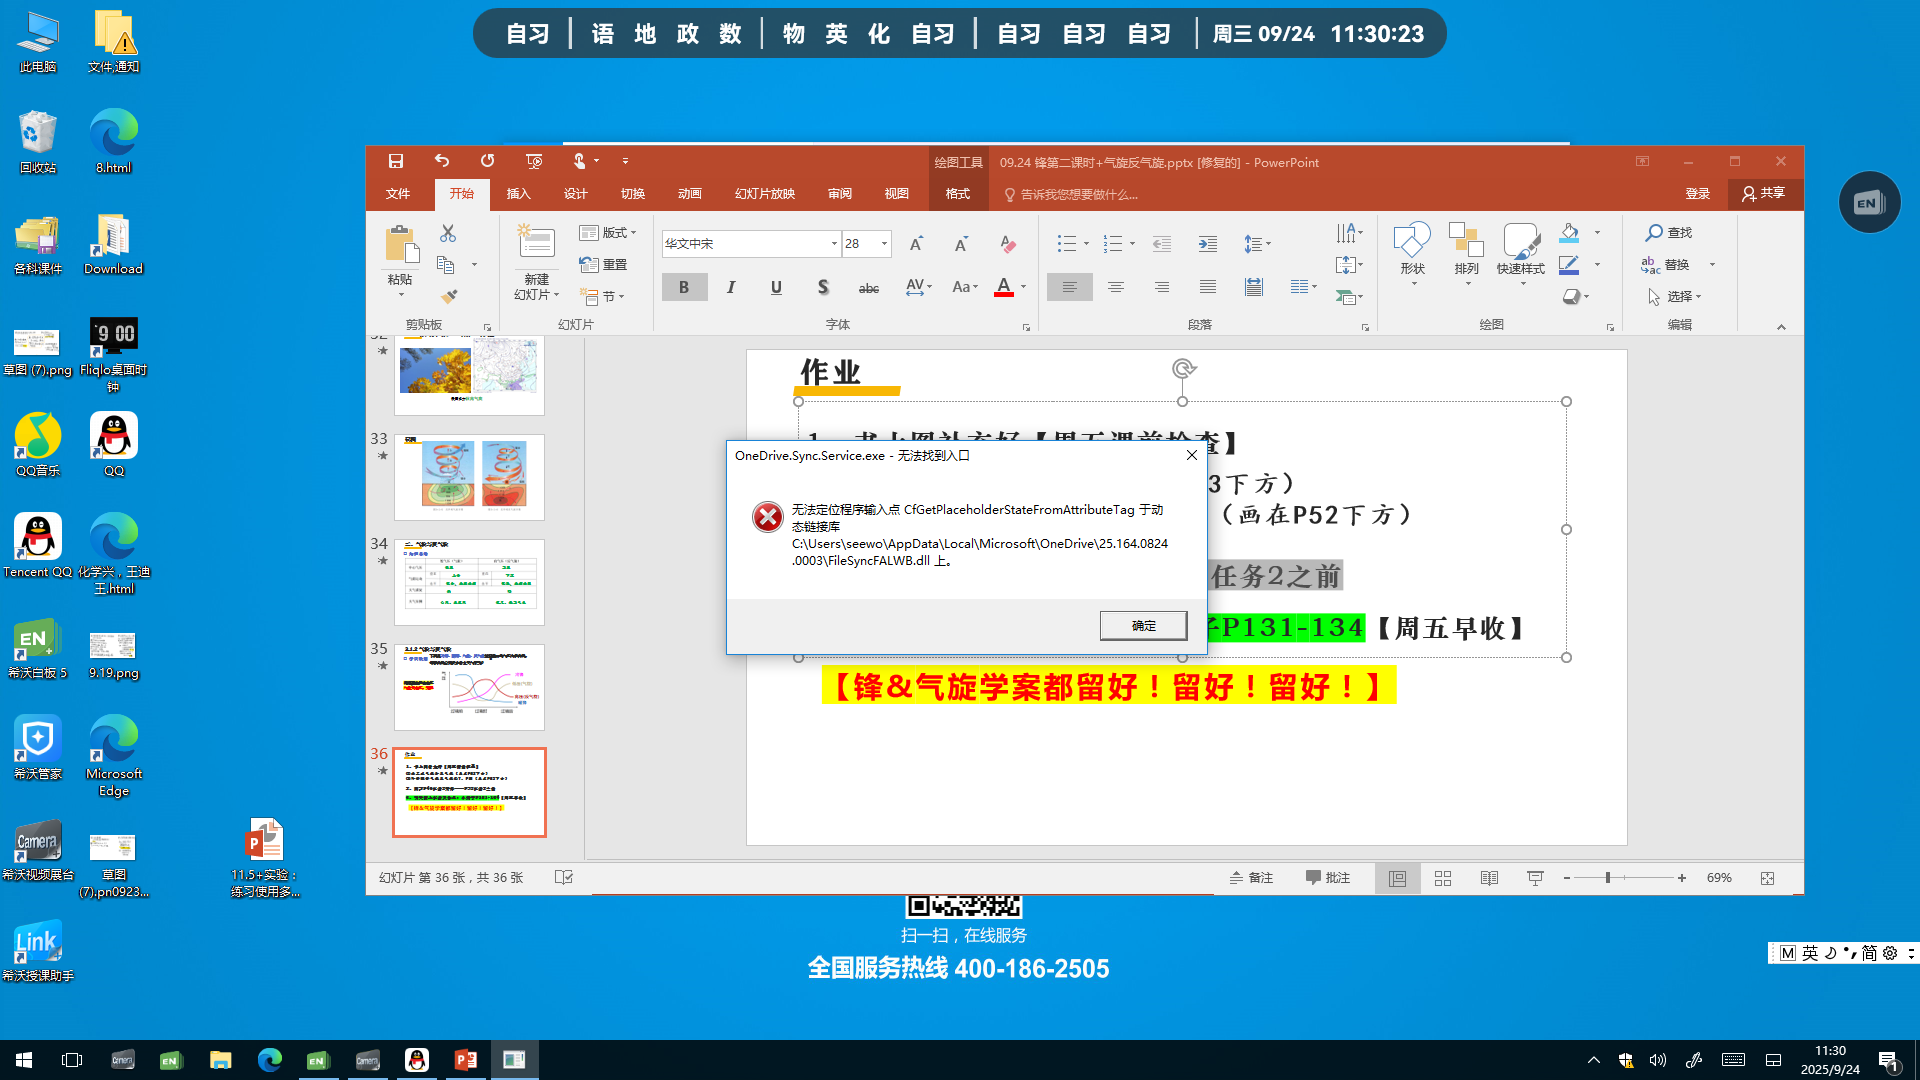 自习 | 语 地 政 数 | 物 英 化 自习 | 自习 自习 自习 | 周三 09/24 11:30:23
此电脑
文件,通知
回收站
8.html
各科课件
Download
草图 (7).png
Fliqlo桌面时钟
QQ音乐
QQ
Tencent QQ
化学兴，王迪王.html
希沃白板 5
9.19.png
希沃管家
Microsoft Edge
希沃视频展台
草图 (7).pn0923...
11.5+实验：练习使用多...
希沃授课助手
绘图工具
09.24 锋第二课时+气旋反气旋.pptx [修复的] - PowerPoint
文件 开始 插入 设计 切换 动画 幻灯片放映 审阅 视图 格式 告诉我您想要做什么... 登录 共享
粘贴
剪贴板
新建
幻灯片
版式
重置
节
幻灯片
华文中宋 28
B I U S abc AV Aa A
字体
段落
形状
排列
快速样式
绘图
查找
替换
选择
编辑
33
34
35
36
作业
3下方）
（画在P52下方）
任务2之前
P131-134【周五早收】
【锋&气旋学案都留好！留好！留好！】
OneDrive.Sync.Service.exe - 无法找到入口
无法定位程序输入点 CfGetPlaceholderStateFromAttributeTag 于动
态链接库
C:\Users\seewo\AppData\Local\Microsoft\OneDrive\25.164.0824
.0003\FileSyncFALWB.dll 上。
确定
幻灯片 第 36 张，共 36 张
备注
批注
69%
扫一扫，在线服务
全国服务热线 400-186-2505
M 英 简
EN
11:30
2025/9/24
1